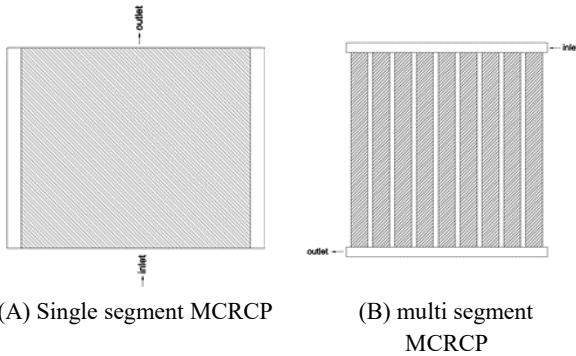 outlet
inlet
inlet
outlet
(A) Single segment MCRCP
(B) multi segment
MCRCP